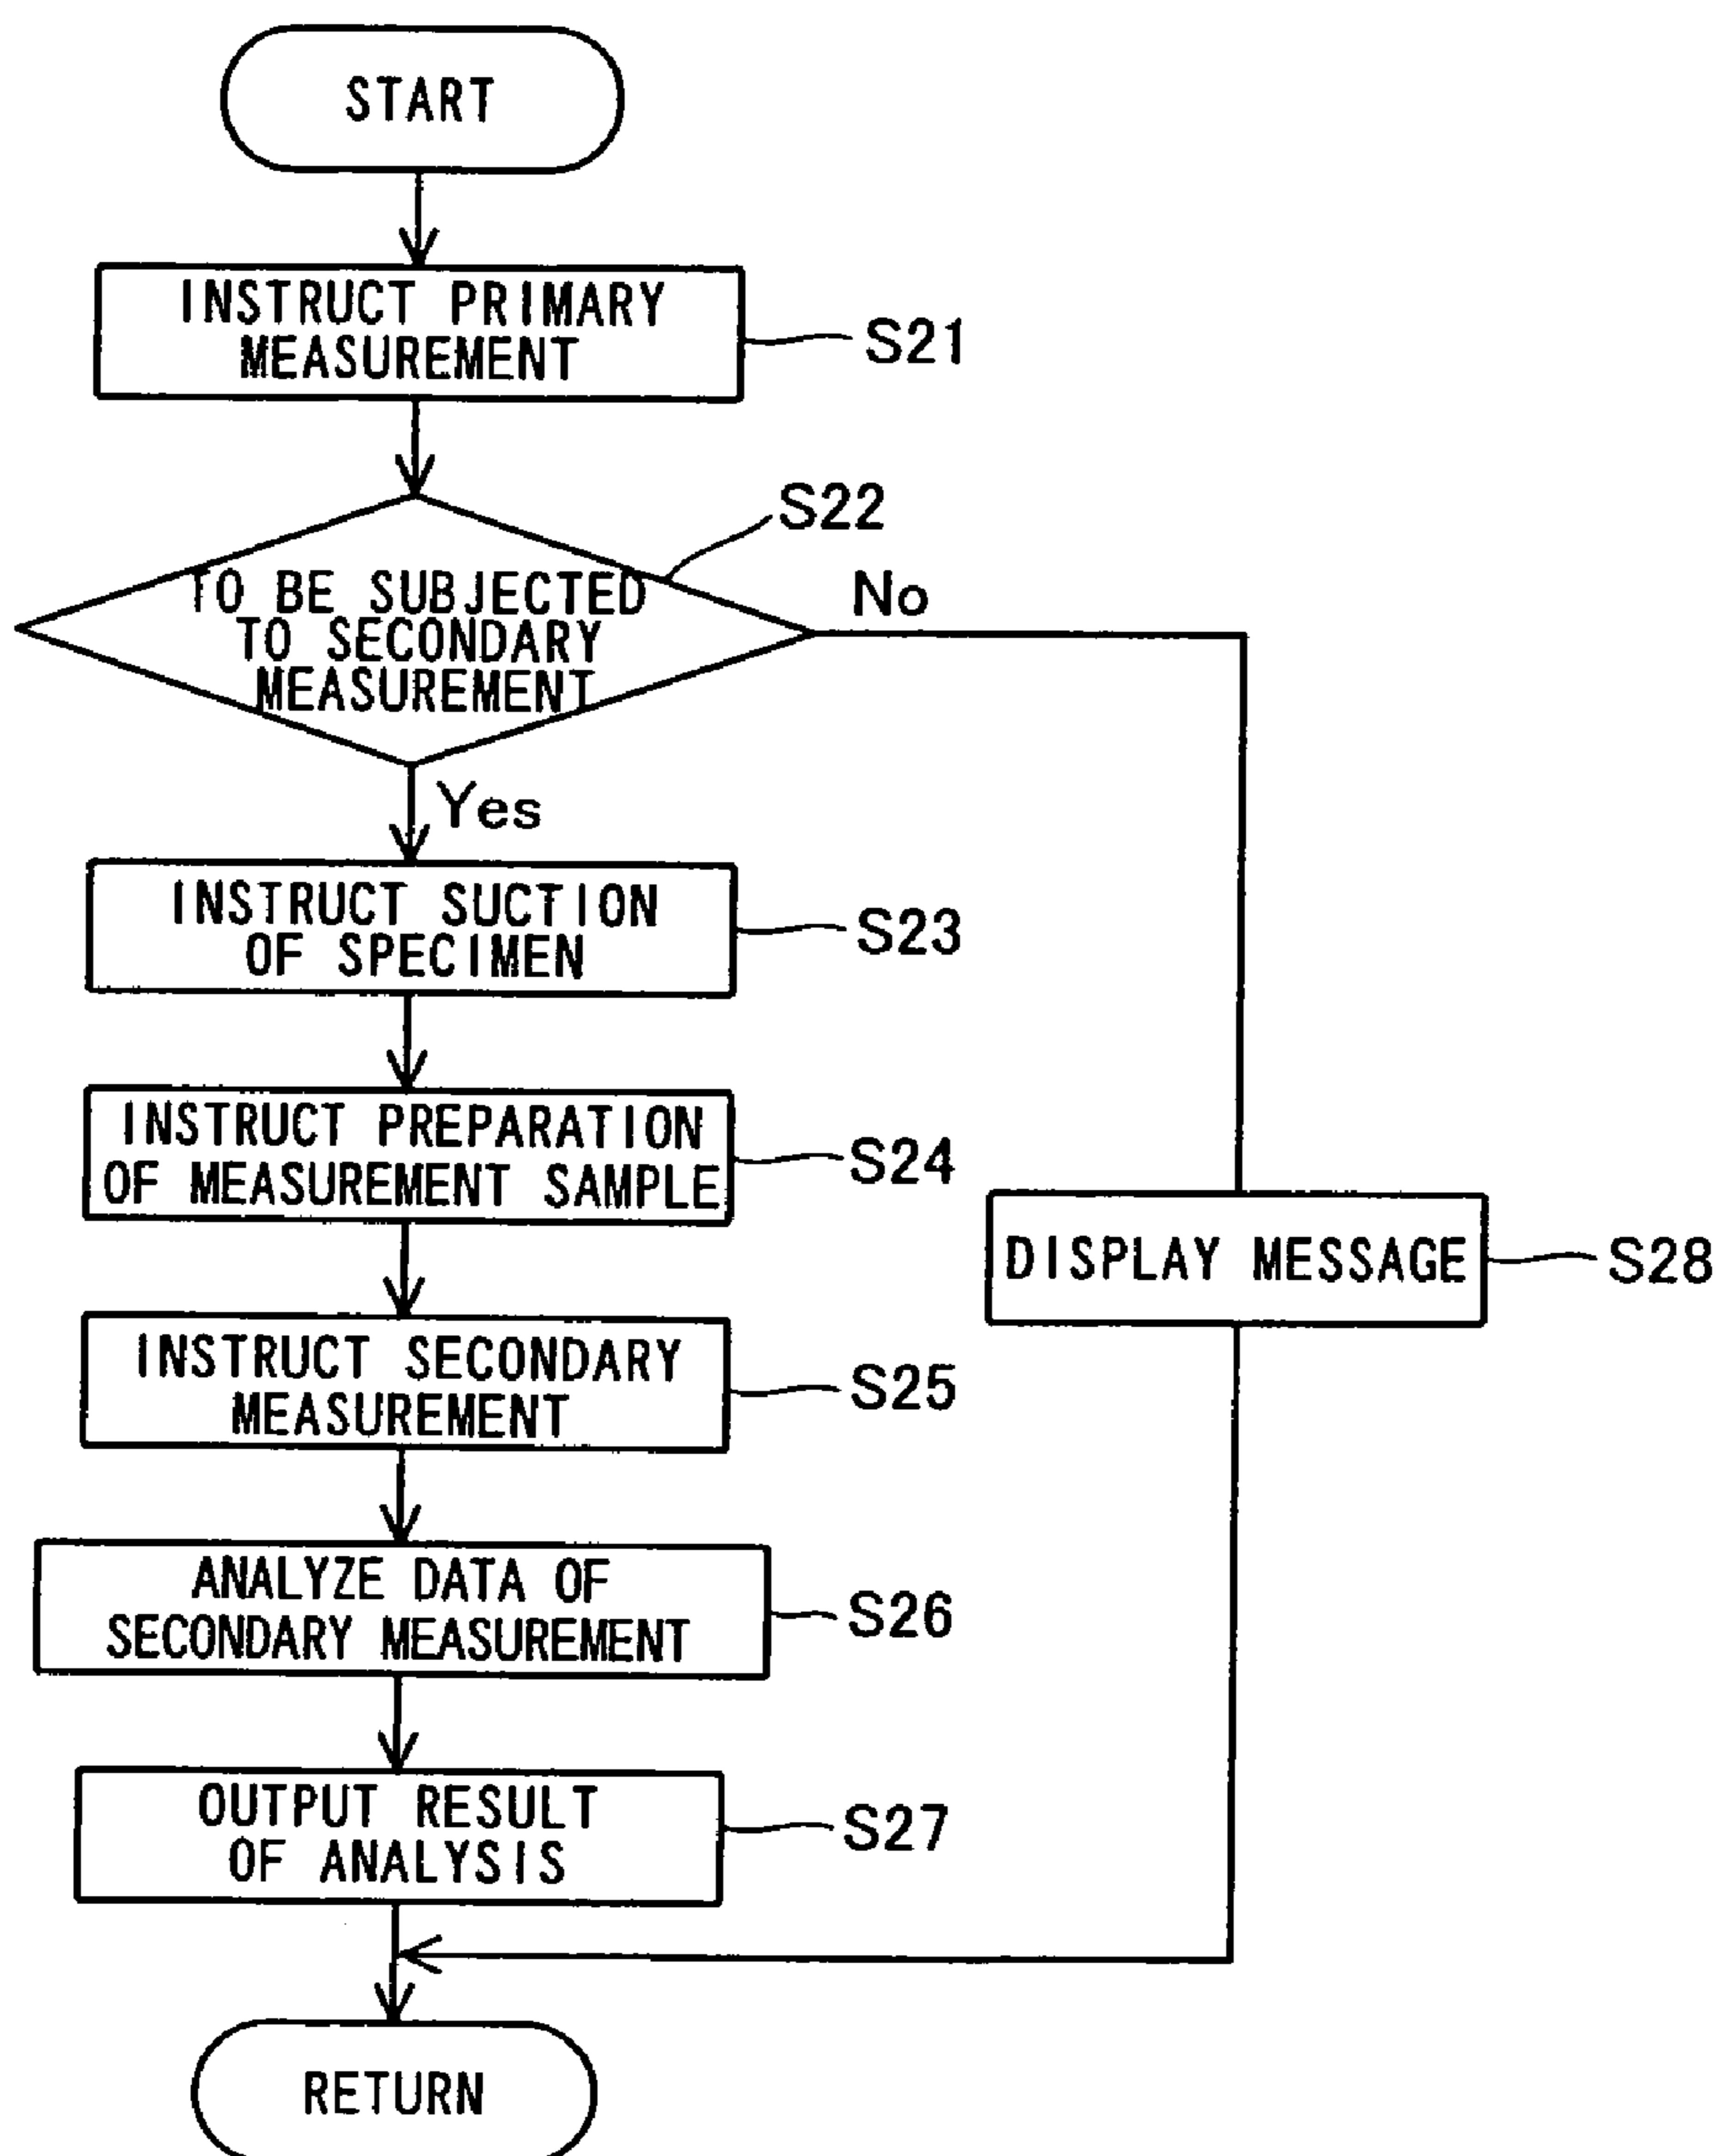 START
INSTRUCT PRIMARY
MEASUREMENT
S21
S22
TO BE SUBJECTED
TO SECONDARY
MEASUREMENT
No
Yes
INSTRUCT SUCTION
OF SPECIMEN
S23
INSTRUCT PREPARATION
OF MEASUREMENT SAMPLE
S24
INSTRUCT SECONDARY
MEASUREMENT
S25
DISPLAY MESSAGE
S28
ANALYZE DATA OF
SECONDARY MEASUREMENT
S26
OUTPUT RESULT
OF ANALYSIS
S27
RETURN